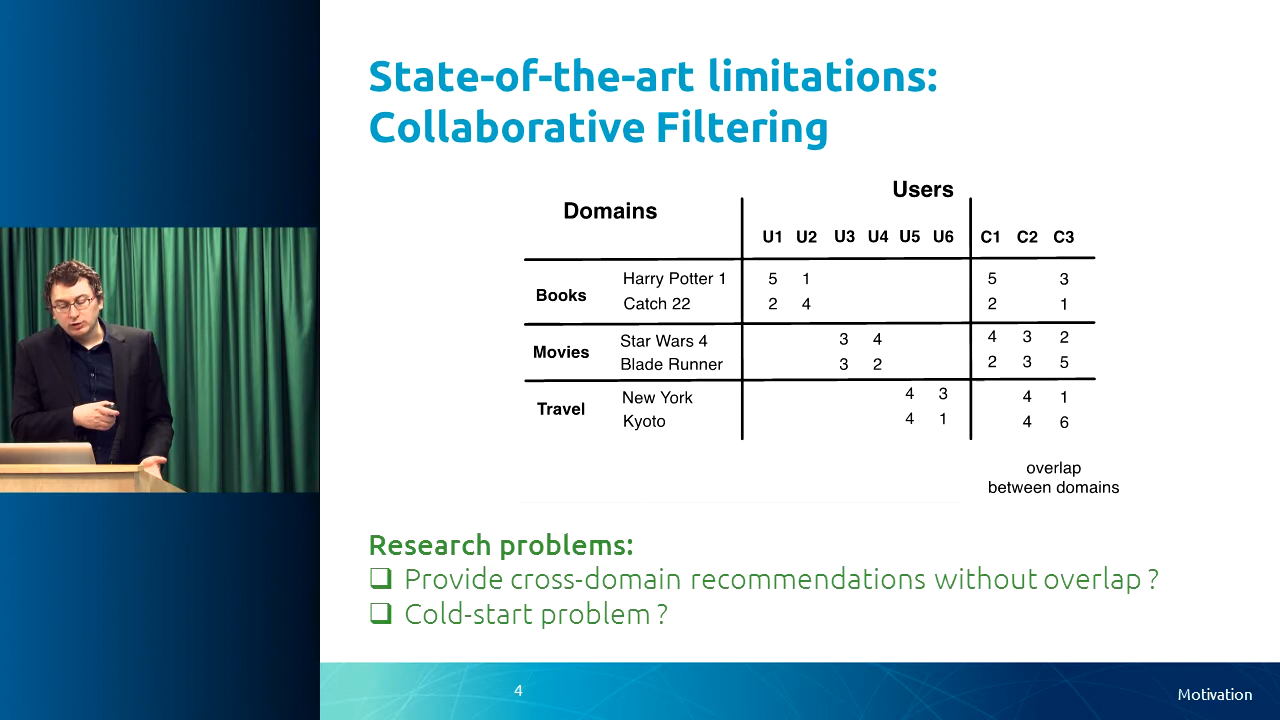 State-of-the-art limitations:
Collaborative Filtering
Users
Domains
U1 U2 U3 U4 U5 U6 C1 C2 C3
Books
Harry Potter 1 5 1 5 3
Catch 22 2 4 2 1
Movies
Star Wars 4 3 4 4 3 2
Blade Runner 3 2 2 3 5
Travel
New York 4 3 4 1
Kyoto 4 1 4 6
overlap
between domains
Research problems:
❑ Provide cross-domain recommendations without overlap ?
❑ Cold-start problem ?
4
Motivation